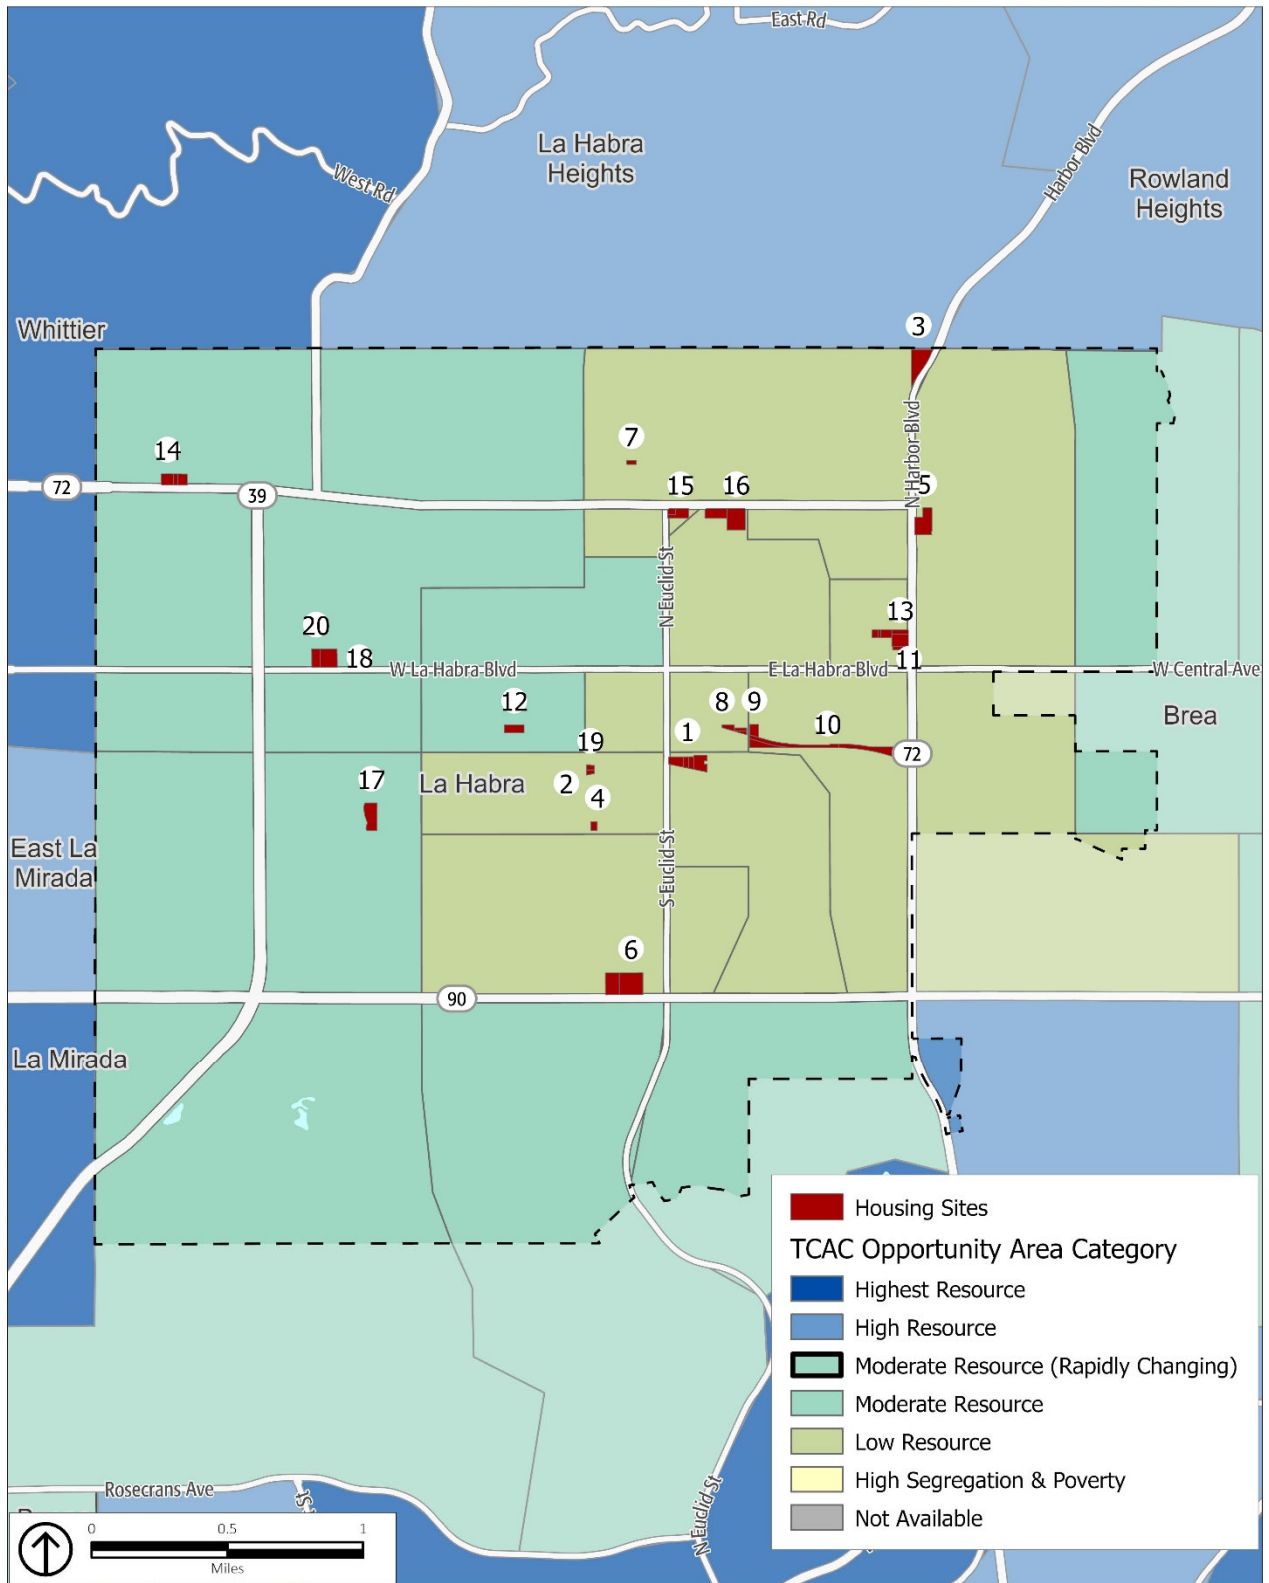 East Rd
La Habra
Heights
Harbor Blvd
West Rd
Rowland
Heights
Whittier
3
14
7
72
39
15
16
N Harbor Blvd
5
N Euclid St
13
20
18
11
W La Habra Blvd
E La Habra Blvd
W Central Ave
12
8
9
10
Brea
19
1
72
17
La Habra
2
4
East La
Mirada
S Euclid St
6
90
La Mirada
Housing Sites
TCAC Opportunity Area Category
Highest Resource
High Resource
Moderate Resource (Rapidly Changing)
Moderate Resource
Low Resource
High Segregation & Poverty
Not Available
Rosecrans Ave
N Euclid St
0 0.5 1
Miles